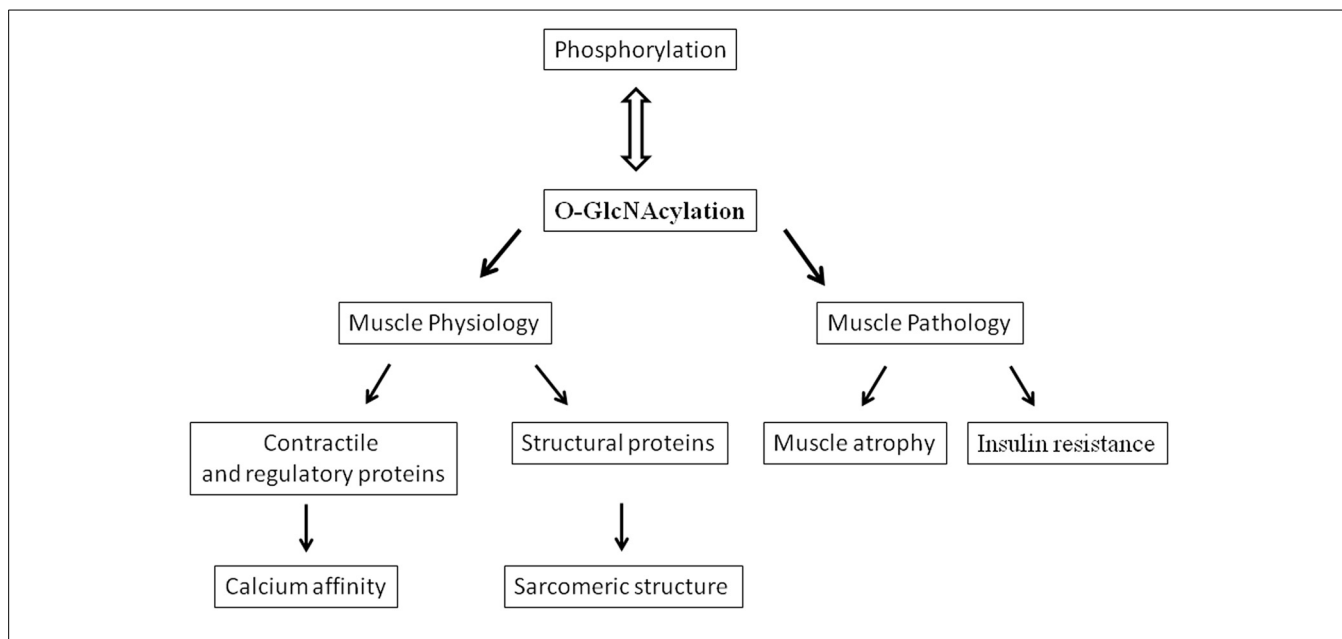 Phosphorylation
O-GlcNAcylation
Muscle Physiology
Muscle Pathology
Contractile
and regulatory proteins
Structural proteins
Muscle atrophy
Insulin resistance
Calcium affinity
Sarcomeric structure